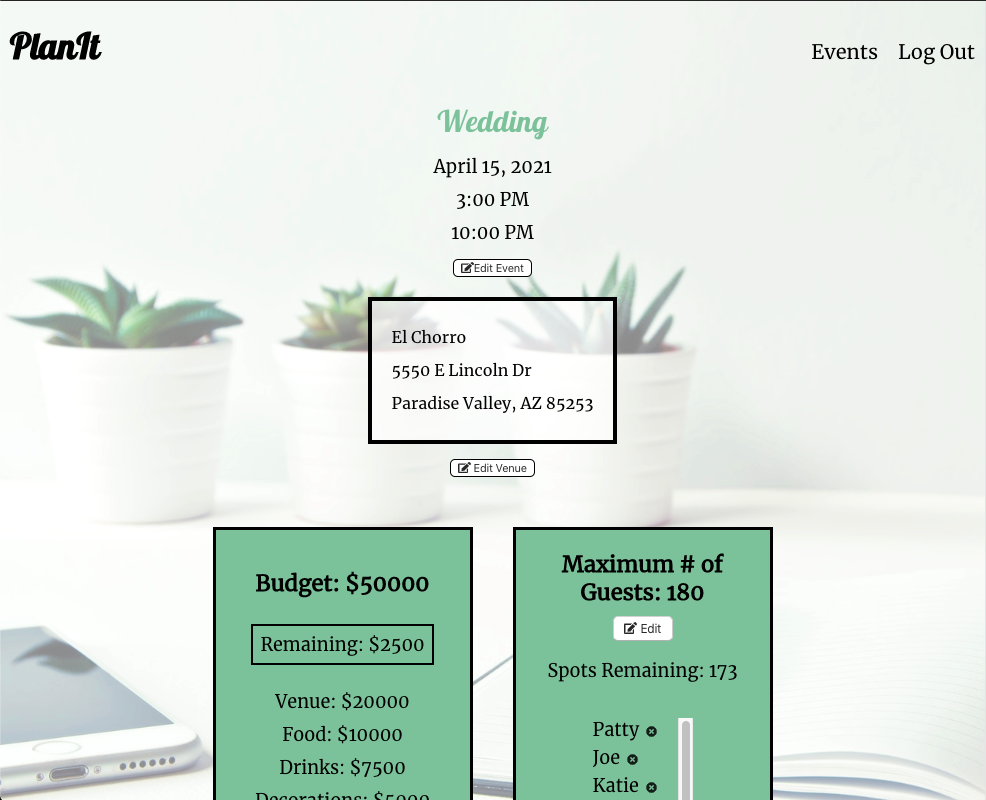 PlanIt
Events
Log Out
Wedding
April 15, 2021
3:00 PM
10:00 PM
Edit Event
El Chorro
5550 E Lincoln Dr
Paradise Valley, AZ 85253
Edit Venue
Budget: $50000
Remaining: $2500
Venue: $20000
Food: $10000
Drinks: $7500
Decorations: $5000
Maximum # of
Guests: 180
Edit
Spots Remaining: 173
Patty
Joe
Katie